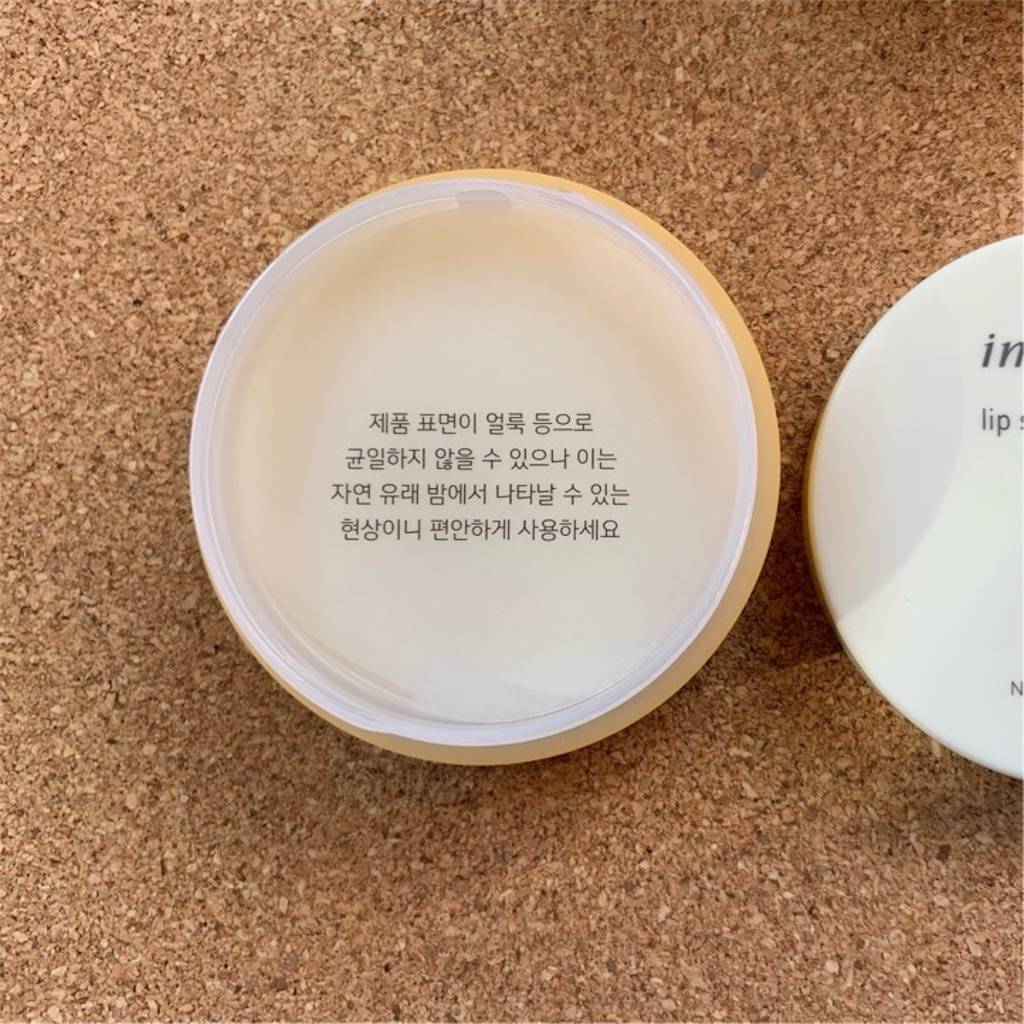 제품 표면이 얼룩 등으로
균일하지 않을 수 있으나 이는
자연 유래 밤에서 나타날 수 있는
현상이니 편안하게 사용하세요
in
lip s
N